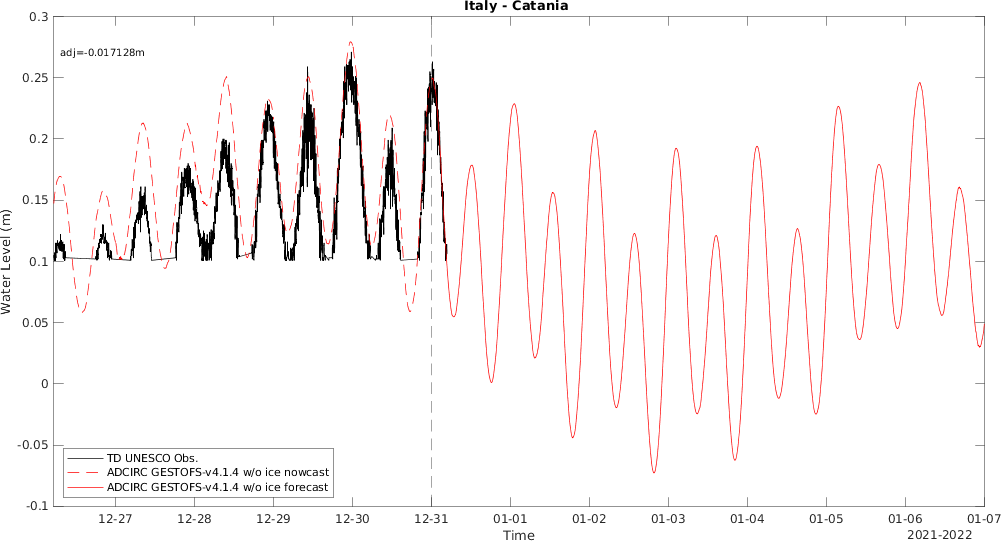 Italy - Catania
adj=-0.017128m
0.3
0.25
0.2
0.15
0.1
0.05
0
-0.05
-0.1
Water Level (m)
TD UNESCO Obs.
ADCIRC GESTOFS-v4.1.4 w/o ice nowcast
ADCIRC GESTOFS-v4.1.4 w/o ice forecast
12-27 12-28 12-29 12-30 12-31 01-01 01-02 01-03 01-04 01-05 01-06 01-07
Time
2021-2022